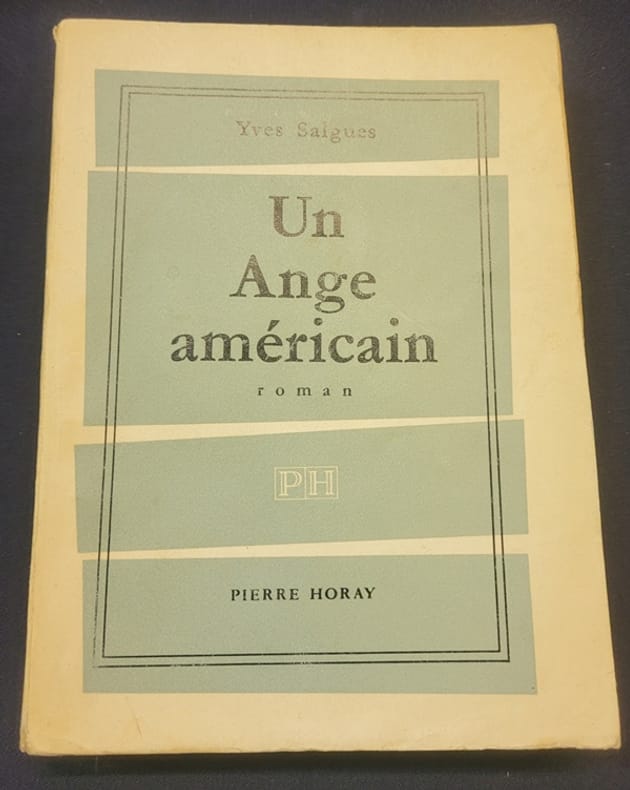 Yves Salgues
Un
Ange
américain
roman
PH
PIERRE HORAY